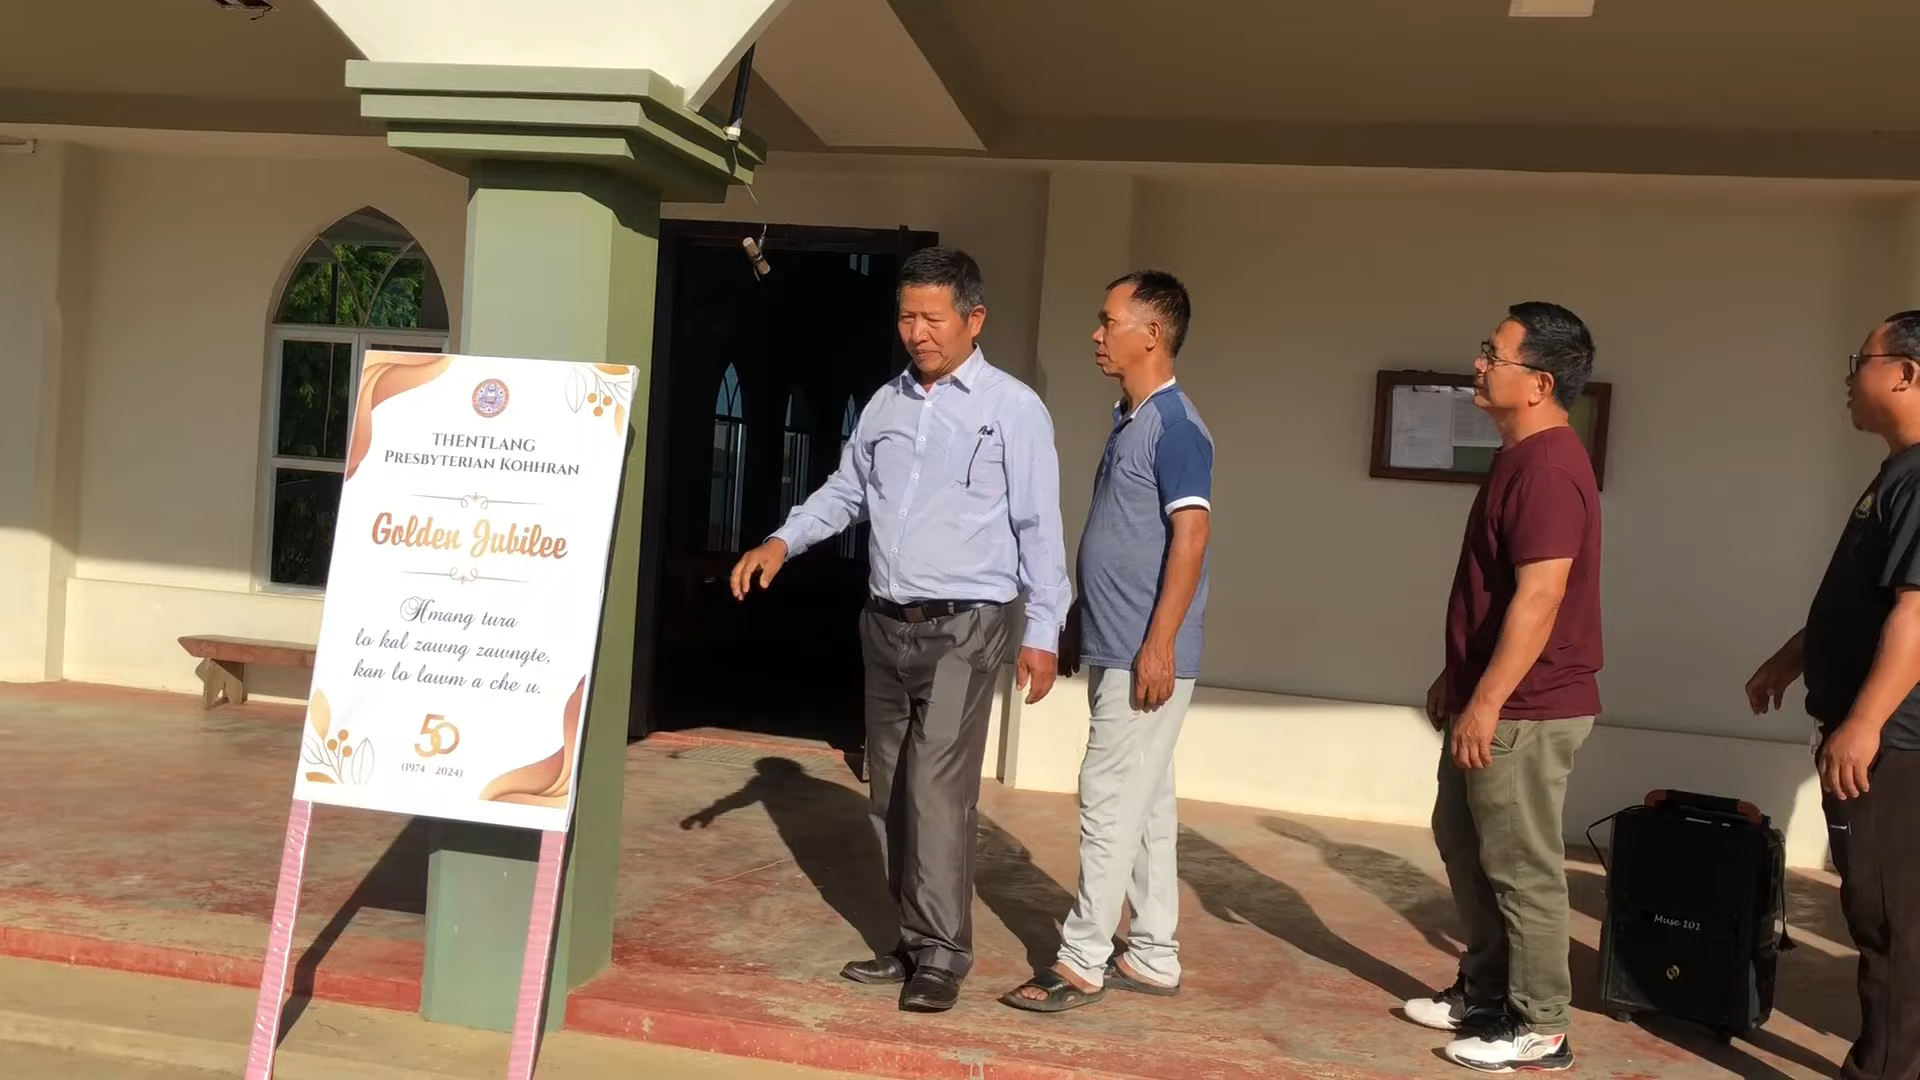 THENTLANG
PRESBYTERIAN KOHHRAN
Golden Jubilee
Hmang tura
lo kal zawng zawngte,
kan lo lawm a che u.
50
(1974 - 2024)
Muse 101